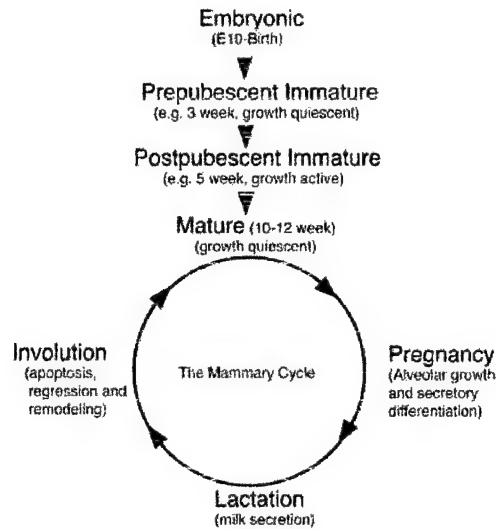 Embryonic
(E10-Birth)
Prepubescent Immature
(e.g. 3 week, growth quiescent)
Postpubescent Immature
(e.g. 5 week, growth active)
Mature (10-12 week)
(growth quiescent)
Involution
(apoptosis,
regression and
remodeling)
The Mammary Cycle
Pregnancy
(Alveolar growth
and secretory
differentiation)
Lactation
(milk secretion)